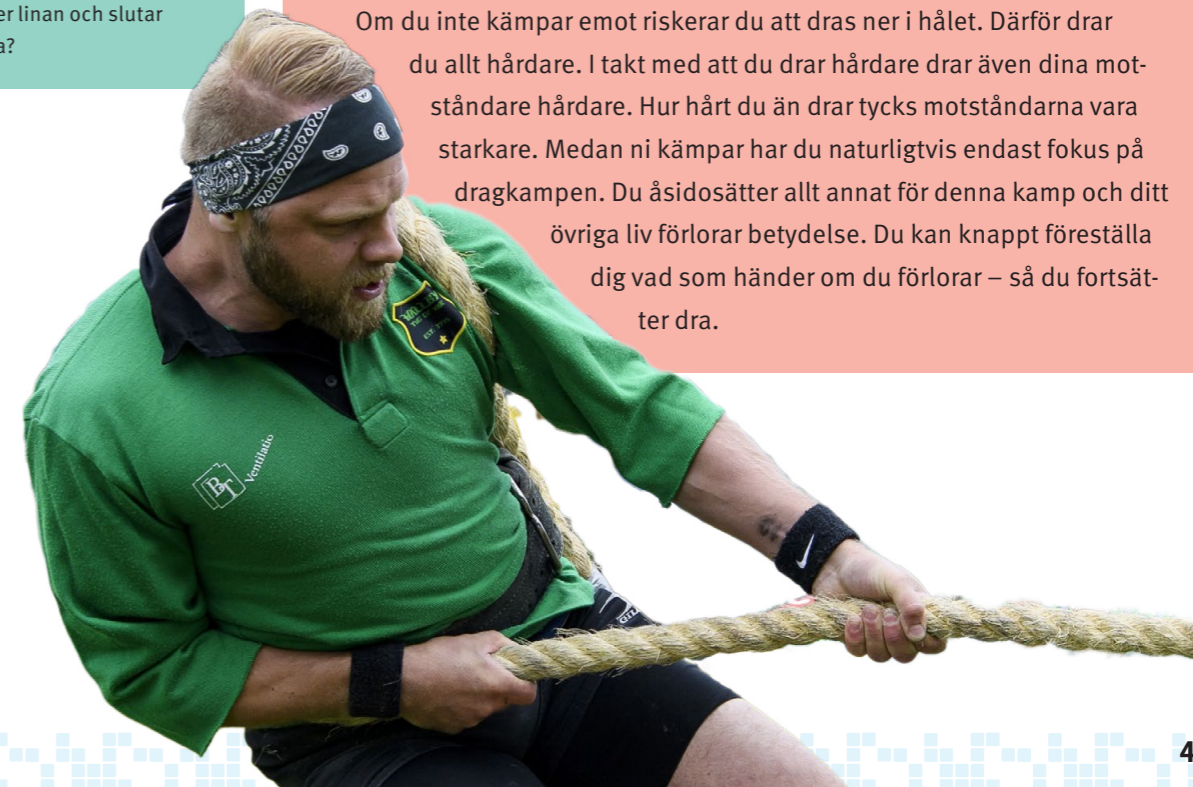 er linan och slutar
a?
Om du inte kämpar emot riskerar du att dras ner i hålet. Därför drar
du allt hårdare. I takt med att du drar hårdare drar även dina mot-
ståndare hårdare. Hur hårt du än drar tycks motståndarna vara
starkare. Medan ni kämpar har du naturligtvis endast fokus på
dragkampen. Du åsidosätter allt annat för denna kamp och ditt
övriga liv förlorar betydelse. Du kan knappt föreställa
dig vad som händer om du förlorar – så du fortsät-
ter dra.
BT
Ventilatio
4